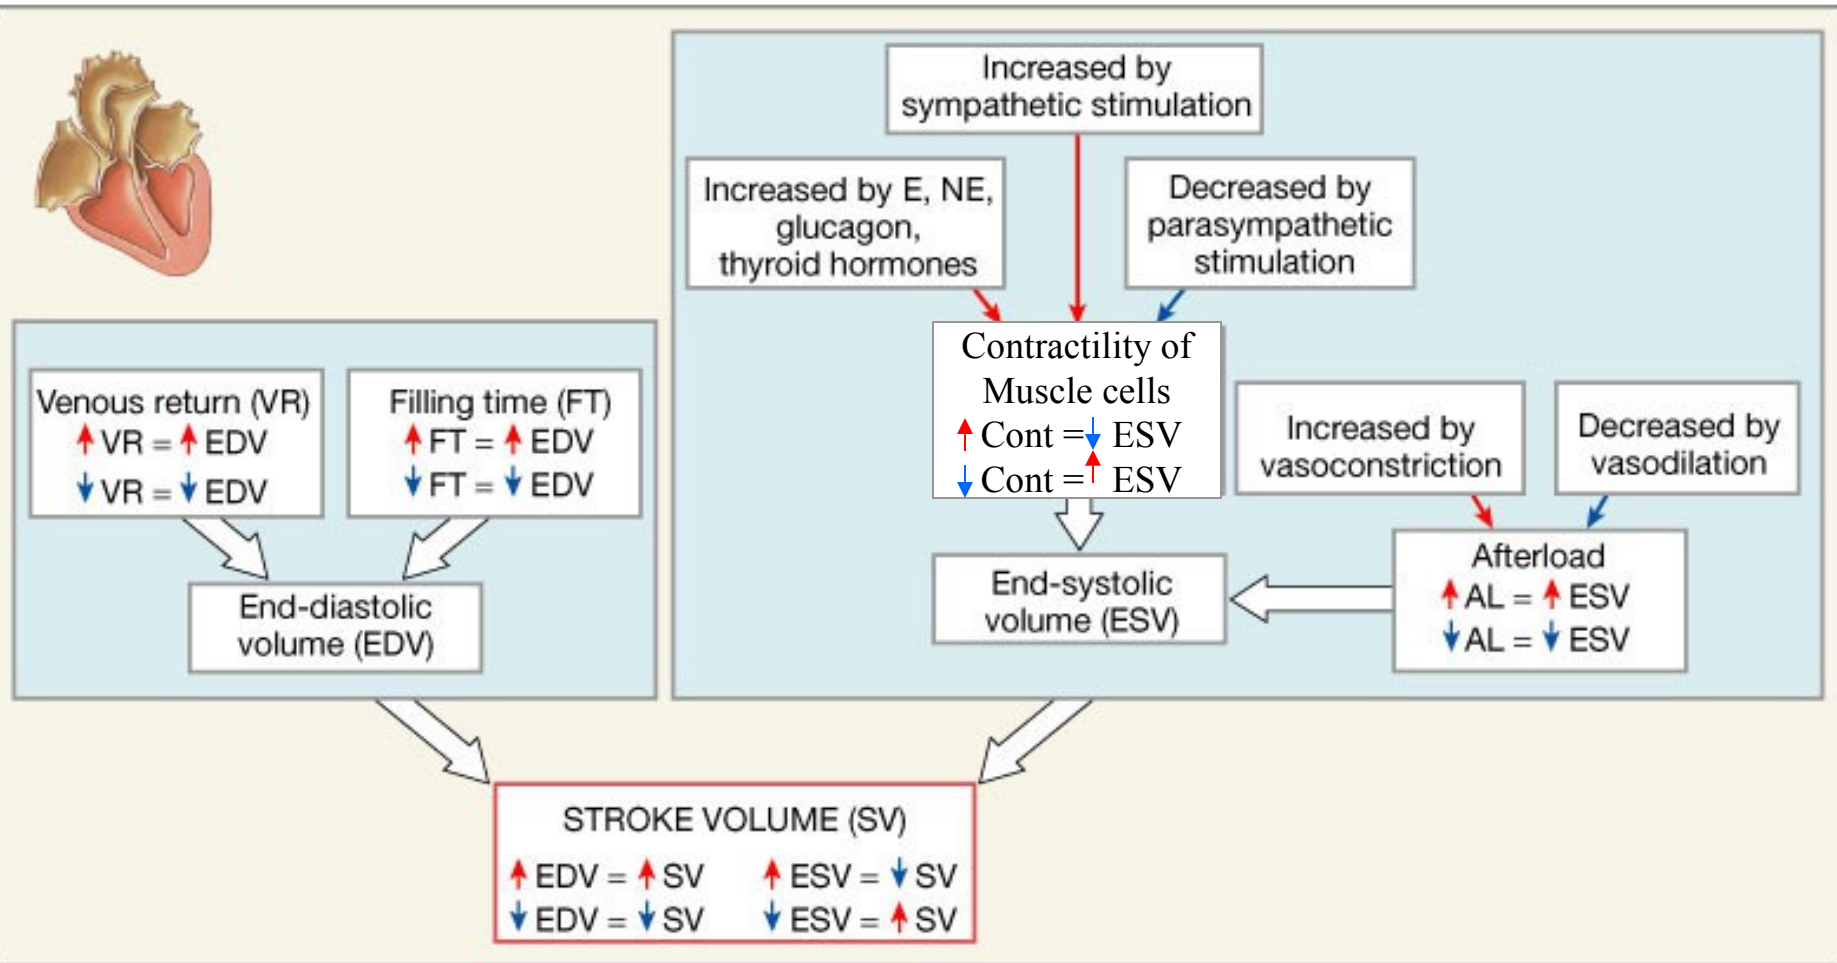 Increased by
sympathetic stimulation
Increased by E, NE,
glucagon,
thyroid hormones
Decreased by
parasympathetic
stimulation
Contractility of
Muscle cells
↑ Cont = ↓ ESV
↓ Cont = ↑ ESV
Venous return (VR)
↑ VR = ↑ EDV
↓ VR = ↓ EDV
Filling time (FT)
↑ FT = ↑ EDV
↓ FT = ↓ EDV
Increased by
vasoconstriction
Decreased by
vasodilation
End-diastolic
volume (EDV)
End-systolic
volume (ESV)
Afterload
↑ AL = ↑ ESV
↓ AL = ↓ ESV
STROKE VOLUME (SV)
↑ EDV = ↑ SV ↑ ESV = ↓ SV
↓ EDV = ↓ SV ↓ ESV = ↑ SV